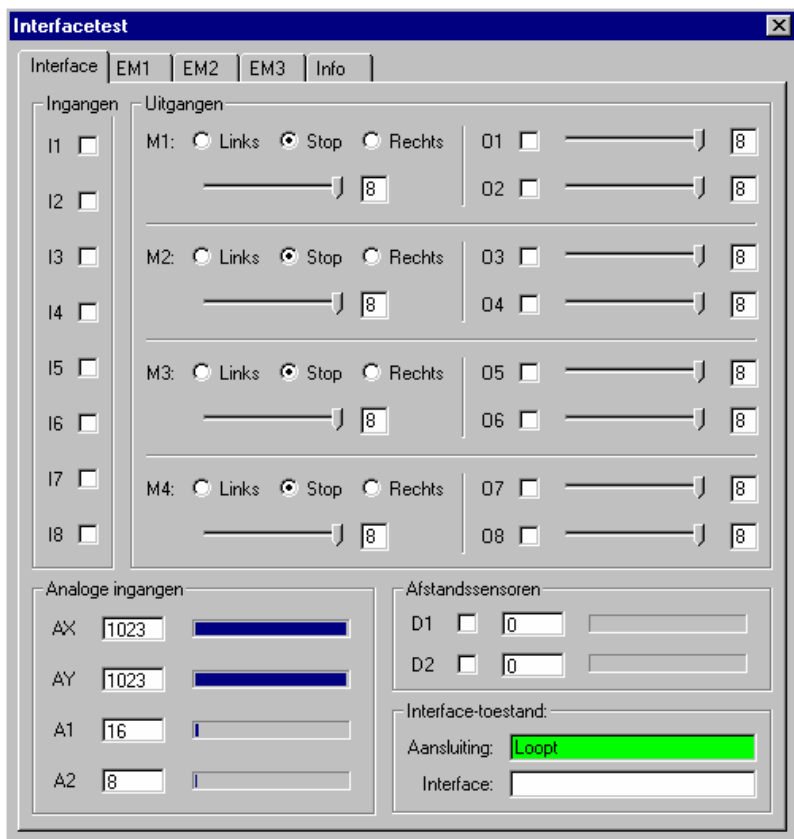 Interfacetest
Interface EM1 EM2 EM3 Info
Ingangen
I1
I2
I3
I4
I5
I6
I7
I8
Uitgangen
M1: Links Stop Rechts
8
O1 8
O2 8
M2: Links Stop Rechts
8
O3 8
O4 8
M3: Links Stop Rechts
8
O5 8
O6 8
M4: Links Stop Rechts
8
O7 8
O8 8
Analoge ingangen
AX 1023
AY 1023
A1 16
A2 8
Afstandssensoren
D1 0
D2 0
Interface-toestand:
Aansluiting: Loopt
Interface: